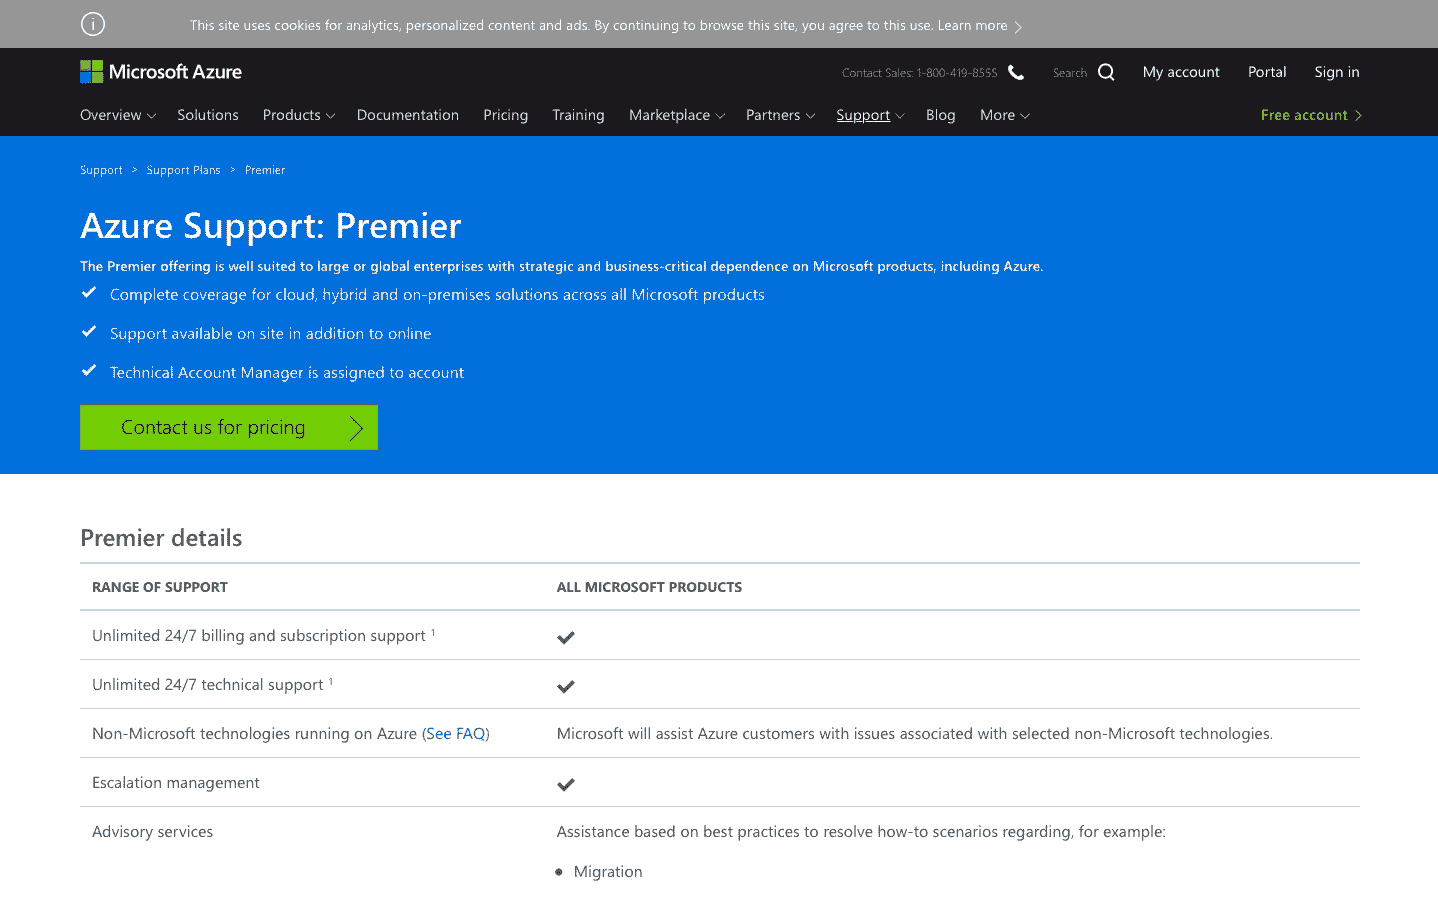 This site uses cookies for analytics, personalized content and ads. By continuing to browse this site, you agree to this use. Learn more
Microsoft Azure
Contact Sales: 1-800-419-8555
Search
My account
Portal
Sign in
Overview
Solutions
Products
Documentation
Pricing
Training
Marketplace
Partners
Support
Blog
More
Free account
Support > Support Plans > Premier
Azure Support: Premier
The Premier offering is well suited to large or global enterprises with strategic and business-critical dependence on Microsoft products, including Azure.
Complete coverage for cloud, hybrid and on-premises solutions across all Microsoft products
Support available on site in addition to online
Technical Account Manager is assigned to account
Contact us for pricing
Premier details
RANGE OF SUPPORT
ALL MICROSOFT PRODUCTS
Unlimited 24/7 billing and subscription support 1
Unlimited 24/7 technical support 1
Non-Microsoft technologies running on Azure (See FAQ)
Microsoft will assist Azure customers with issues associated with selected non-Microsoft technologies.
Escalation management
Advisory services
Assistance based on best practices to resolve how-to scenarios regarding, for example:
• Migration